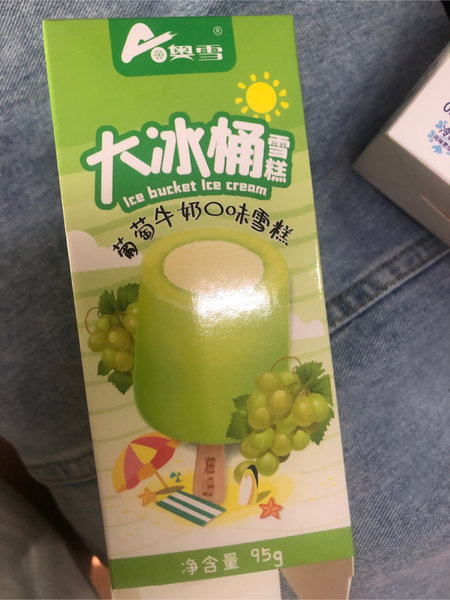 奥雪®
大冰桶雪糕
Ice bucket Ice cream
葡萄牛奶口味雪糕
净含量 95g